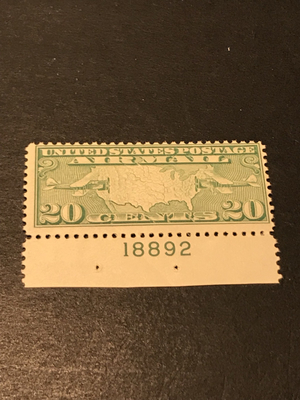 UNITED STATES POSTAGE
AIR MAIL
20 CENTS 20
18892